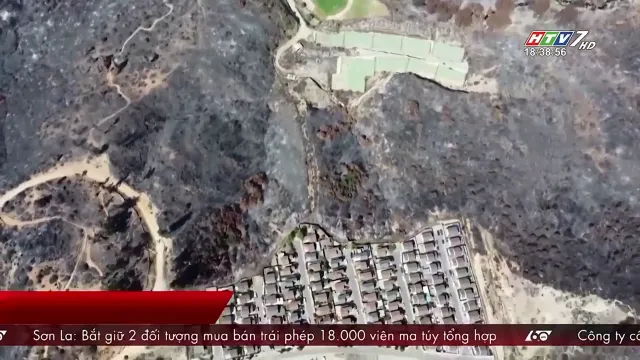 HTV7 HD
18:38:56
Sơn La: Bắt giữ 2 đối tượng mua bán trái phép 18.000 viên ma túy tổng hợp
Công ty